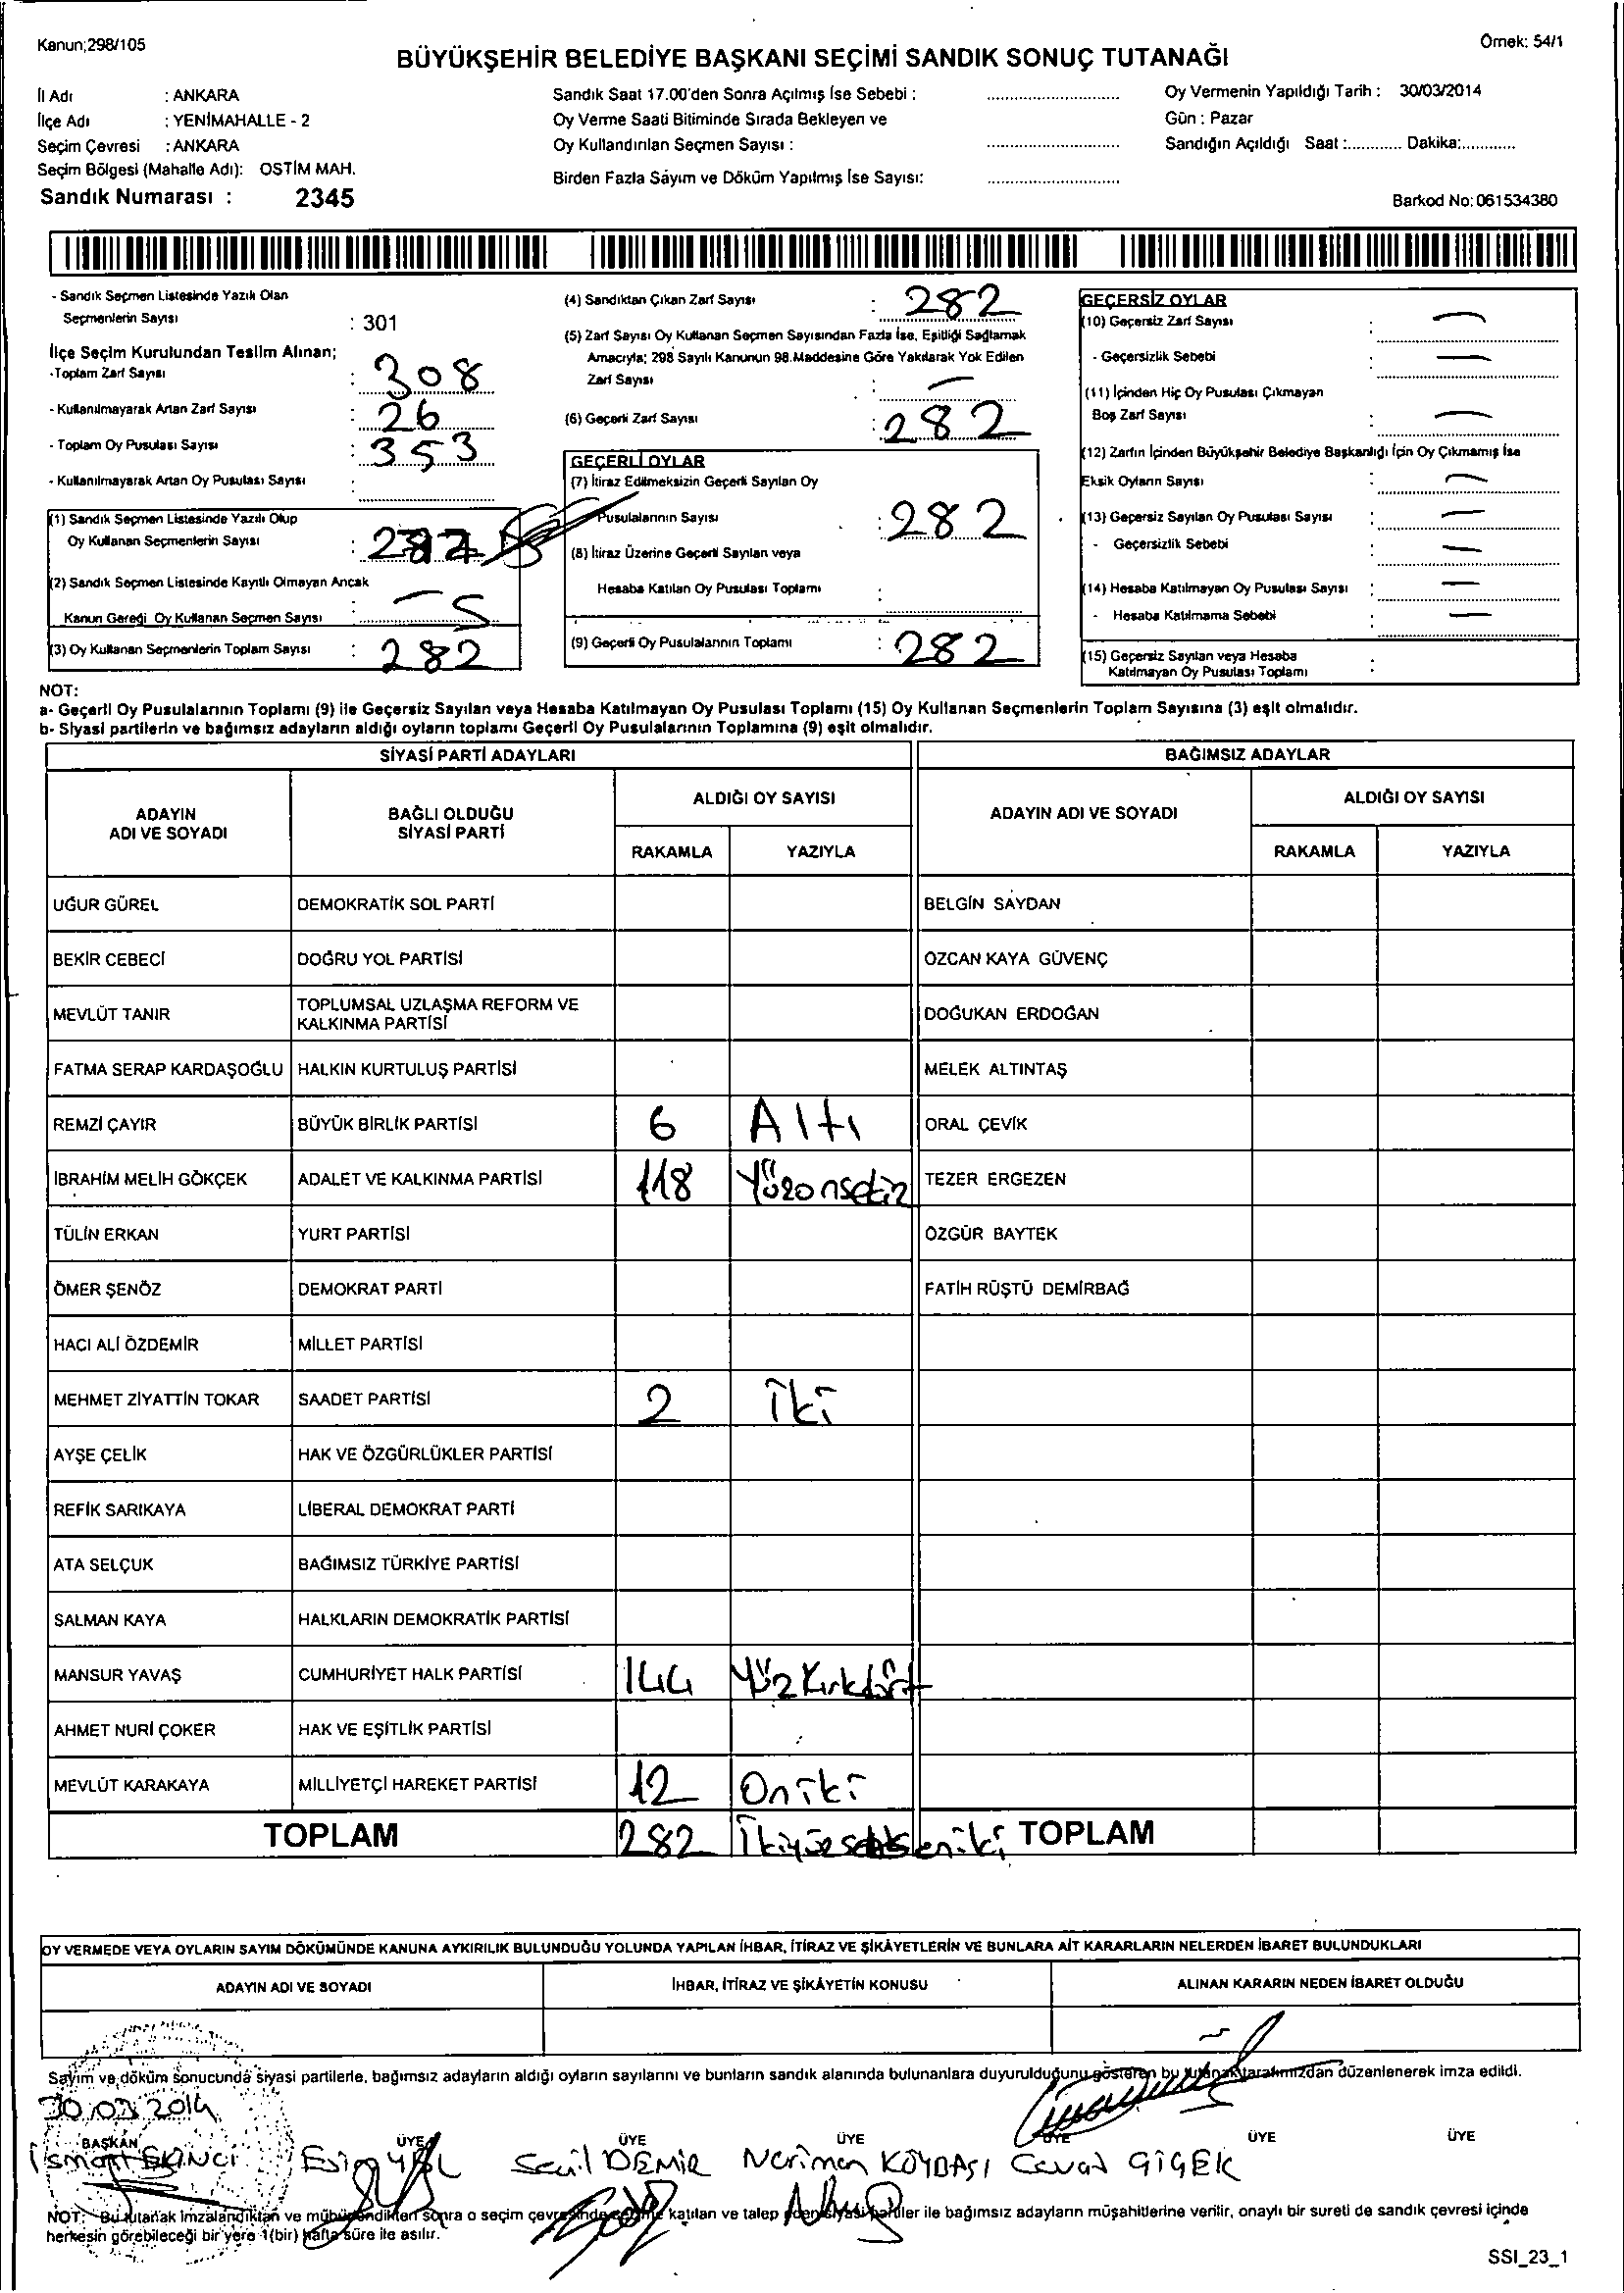 Kanun;298/105
Örnek: 54/1
BÜYÜKŞEHİR BELEDİYE BAŞKANI SEÇİMİ SANDIK SONUÇ TUTANAĞI
İl Adı : ANKARA
İlçe Adı : YENİMAHALLE - 2
Seçim Çevresi : ANKARA
Seçim Bölgesi (Mahalle Adı): OSTİM MAH.
Sandık Numarası : 2345
Sandık Saat 17.00'den Sonra Açılmış İse Sebebi : ............................
Oy Verme Saati Bitiminde Sırada Bekleyen ve
Oy Kullandırılan Seçmen Sayısı : ............................
Birden Fazla Sayım ve Döküm Yapılmış İse Sayısı: ............................
Oy Vermenin Yapıldığı Tarih : 30/03/2014
Gün : Pazar
Sandığın Açıldığı Saat :............ Dakika:............
Barkod No: 061534380
- Sandık Seçmen Listesinde Yazılı Olan
Seçmenlerin Sayısı : 301
İlçe Seçim Kurulundan Teslim Alınan;
-Toplam Zarf Sayısı : 308
- Kullanılmayarak Artan Zarf Sayısı : 26
- Toplam Oy Pusulası Sayısı : 353
- Kullanılmayarak Artan Oy Pusulası Sayısı :
(1) Sandık Seçmen Listesinde Yazılı Olup
Oy Kullanan Seçmenlerin Sayısı :
(2) Sandık Seçmen Listesinde Kayıtlı Olmayan Ancak
Kanun Gereği Oy Kullanan Seçmen Sayısı : 5
(3) Oy Kullanan Seçmenlerin Toplam Sayısı : 282
(4) Sandıktan Çıkan Zarf Sayısı : 282
(5) Zarf Sayısı Oy Kullanan Seçmen Sayısından Fazla İse, Eşitliği Sağlamak
Amacıyla; 298 Sayılı Kanunun 98.Maddesine Göre Yakılarak Yok Edilen
Zarf Sayısı : —
(6) Geçerli Zarf Sayısı : 282
GEÇERLİ OYLAR
(7) İtiraz Edilmeksizin Geçerli Sayılan Oy
Pusulalarının Sayısı : 282
(8) İtiraz Üzerine Geçerli Sayılan veya
Hesaba Katılan Oy Pusulası Toplamı :
(9) Geçerli Oy Pusulalarının Toplamı : 282
GEÇERSİZ OYLAR
(10) Geçersiz Zarf Sayısı : —
- Geçersizlik Sebebi : —
(11) İçinden Hiç Oy Pusulası Çıkmayan
Boş Zarf Sayısı : —
(12) Zarfın İçinden Büyükşehir Belediye Başkanlığı İçin Oy Çıkmamış İse
Eksik Oyların Sayısı : —
(13) Geçersiz Sayılan Oy Pusulası Sayısı : —
- Geçersizlik Sebebi : —
(14) Hesaba Katılmayan Oy Pusulası Sayısı : —
- Hesaba Katılmama Sebebi : —
(15) Geçersiz Sayılan veya Hesaba
Katılmayan Oy Pusulası Toplamı :
NOT:
a- Geçerli Oy Pusulalarının Toplamı (9) ile Geçersiz Sayılan veya Hesaba Katılmayan Oy Pusulası Toplamı (15) Oy Kullanan Seçmenlerin Toplam Sayısına (3) eşit olmalıdır.
b- Siyasi partilerin ve bağımsız adayların aldığı oyların toplamı Geçerli Oy Pusulalarının Toplamına (9) eşit olmalıdır.
SİYASİ PARTİ ADAYLARI BAĞIMSIZ ADAYLAR
ADAYIN ADI VE SOYADI BAĞLI OLDUĞU SİYASİ PARTİ ALDIĞI OY SAYISI ADAYIN ADI VE SOYADI ALDIĞI OY SAYISI
RAKAMLA YAZIYLA RAKAMLA YAZIYLA
UĞUR GÜREL DEMOKRATİK SOL PARTİ BELGİN SAYDAN
BEKİR CEBECİ DOĞRU YOL PARTİSİ ÖZCAN KAYA GÜVENÇ
MEVLÜT TANIR TOPLUMSAL UZLAŞMA REFORM VE KALKINMA PARTİSİ DOĞUKAN ERDOĞAN
FATMA SERAP KARDAŞOĞLU HALKIN KURTULUŞ PARTİSİ MELEK ALTINTAŞ
REMZİ ÇAYIR BÜYÜK BİRLİK PARTİSİ 6 Altı ORAL ÇEVİK
İBRAHİM MELİH GÖKÇEK ADALET VE KALKINMA PARTİSİ 118 Yüzonsekiz TEZER ERGEZEN
TÜLİN ERKAN YURT PARTİSİ ÖZGÜR BAYTEK
ÖMER ŞENÖZ DEMOKRAT PARTİ FATİH RÜŞTÜ DEMİRBAĞ
HACI ALİ ÖZDEMİR MİLLET PARTİSİ
MEHMET ZİYATTİN TOKAR SAADET PARTİSİ 2 İki
AYŞE ÇELİK HAK VE ÖZGÜRLÜKLER PARTİSİ
REFİK SARIKAYA LİBERAL DEMOKRAT PARTİ
ATA SELÇUK BAĞIMSIZ TÜRKİYE PARTİSİ
SALMAN KAYA HALKLARIN DEMOKRATİK PARTİSİ
MANSUR YAVAŞ CUMHURİYET HALK PARTİSİ 144 Yüz Kırkdört
AHMET NURİ ÇOKER HAK VE EŞİTLİK PARTİSİ
MEVLÜT KARAKAYA MİLLİYETÇİ HAREKET PARTİSİ 12 Oniki
TOPLAM 282 İkiyüzsekseniki TOPLAM
OY VERMEDE VEYA OYLARIN SAYIM DÖKÜMÜNDE KANUNA AYKIRILIK BULUNDUĞU YOLUNDA YAPILAN İHBAR, İTİRAZ VE ŞİKÂYETLERİN VE BUNLARA AİT KARARLARIN NELERDEN İBARET BULUNDUKLARI
ADAYIN ADI VE SOYADI İHBAR, İTİRAZ VE ŞİKÂYETİN KONUSU ALINAN KARARIN NEDEN İBARET OLDUĞU
Sayım ve döküm sonucunda siyasi partilerle, bağımsız adayların aldığı oyların sayılarını ve bunların sandık alanında bulunanlara duyurulduğunu gösteren bu tutanak tarafımızdan düzenlenerek imza edildi.
30.03.2014
BAŞKAN ÜYE ÜYE ÜYE ÜYE ÜYE ÜYE
İsmail EKİNCİ Esin Sevil DEMİR Neriman KÖYBAŞI Cevat ÇİÇEK
NOT: Bu tutanak imzalandıktan ve mühürlendikten sonra o seçim çevresinde seçime katılan ve talep eden siyasi partiler ile bağımsız adayların müşahitlerine verilir, onaylı bir sureti de sandık çevresi içinde
herkesin görebileceği bir yere 1(bir) hafta süre ile asılır.
SSI_23_1